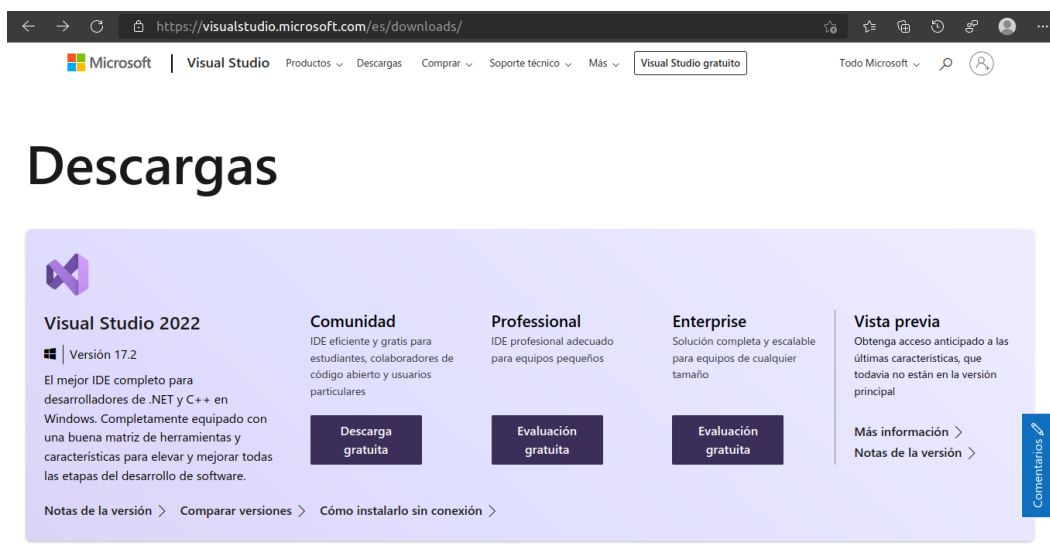 https://visualstudio.microsoft.com/es/downloads/
Microsoft Visual Studio Productos Descargas Comprar Soporte técnico Más Visual Studio gratuito Todo Microsoft
Descargas
Visual Studio 2022
Versión 17.2
El mejor IDE completo para
desarrolladores de .NET y C++ en
Windows. Completamente equipado con
una buena matriz de herramientas y
características para elevar y mejorar todas
las etapas del desarrollo de software.
Comunidad
IDE eficiente y gratis para
estudiantes, colaboradores de
código abierto y usuarios
particulares
Descarga
gratuita
Professional
IDE profesional adecuado
para equipos pequeños
Evaluación
gratuita
Enterprise
Solución completa y escalable
para equipos de cualquier
tamaño
Evaluación
gratuita
Vista previa
Obtenga acceso anticipado a las
últimas características, que
todavía no están en la versión
principal
Más información
Notas de la versión
Notas de la versión Comparar versiones Cómo instalarlo sin conexión
Comentarios